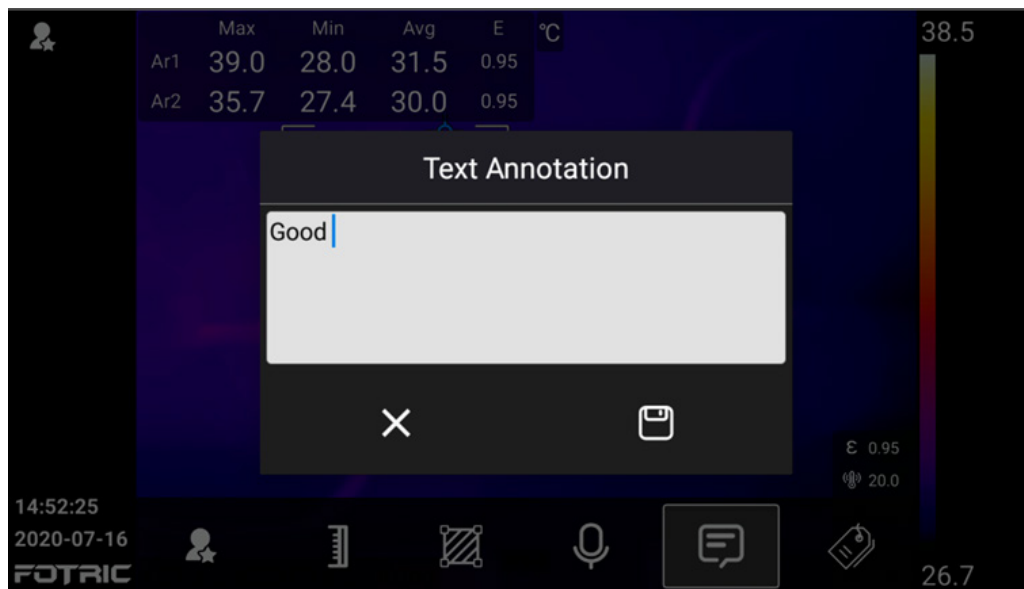 Max Min Avg E °C
Ar1 39.0 28.0 31.5 0.95
Ar2 35.7 27.4 30.0 0.95
38.5
Text Annotation
Good
ε 0.95
20.0
14:52:25
2020-07-16
FOTRIC
26.7